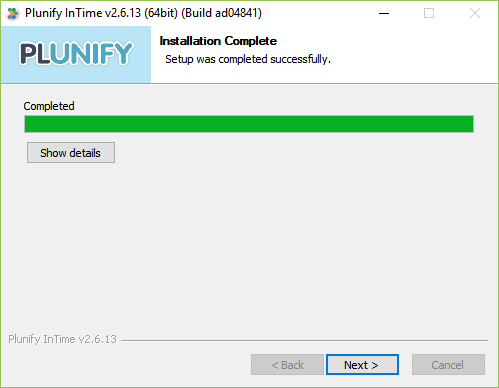 Plunify InTime v2.6.13 (64bit) (Build ad04841)
PLUNIFY
Installation Complete
Setup was completed successfully.
Completed
Show details
Plunify InTime v2.6.13
< Back
Next >
Cancel